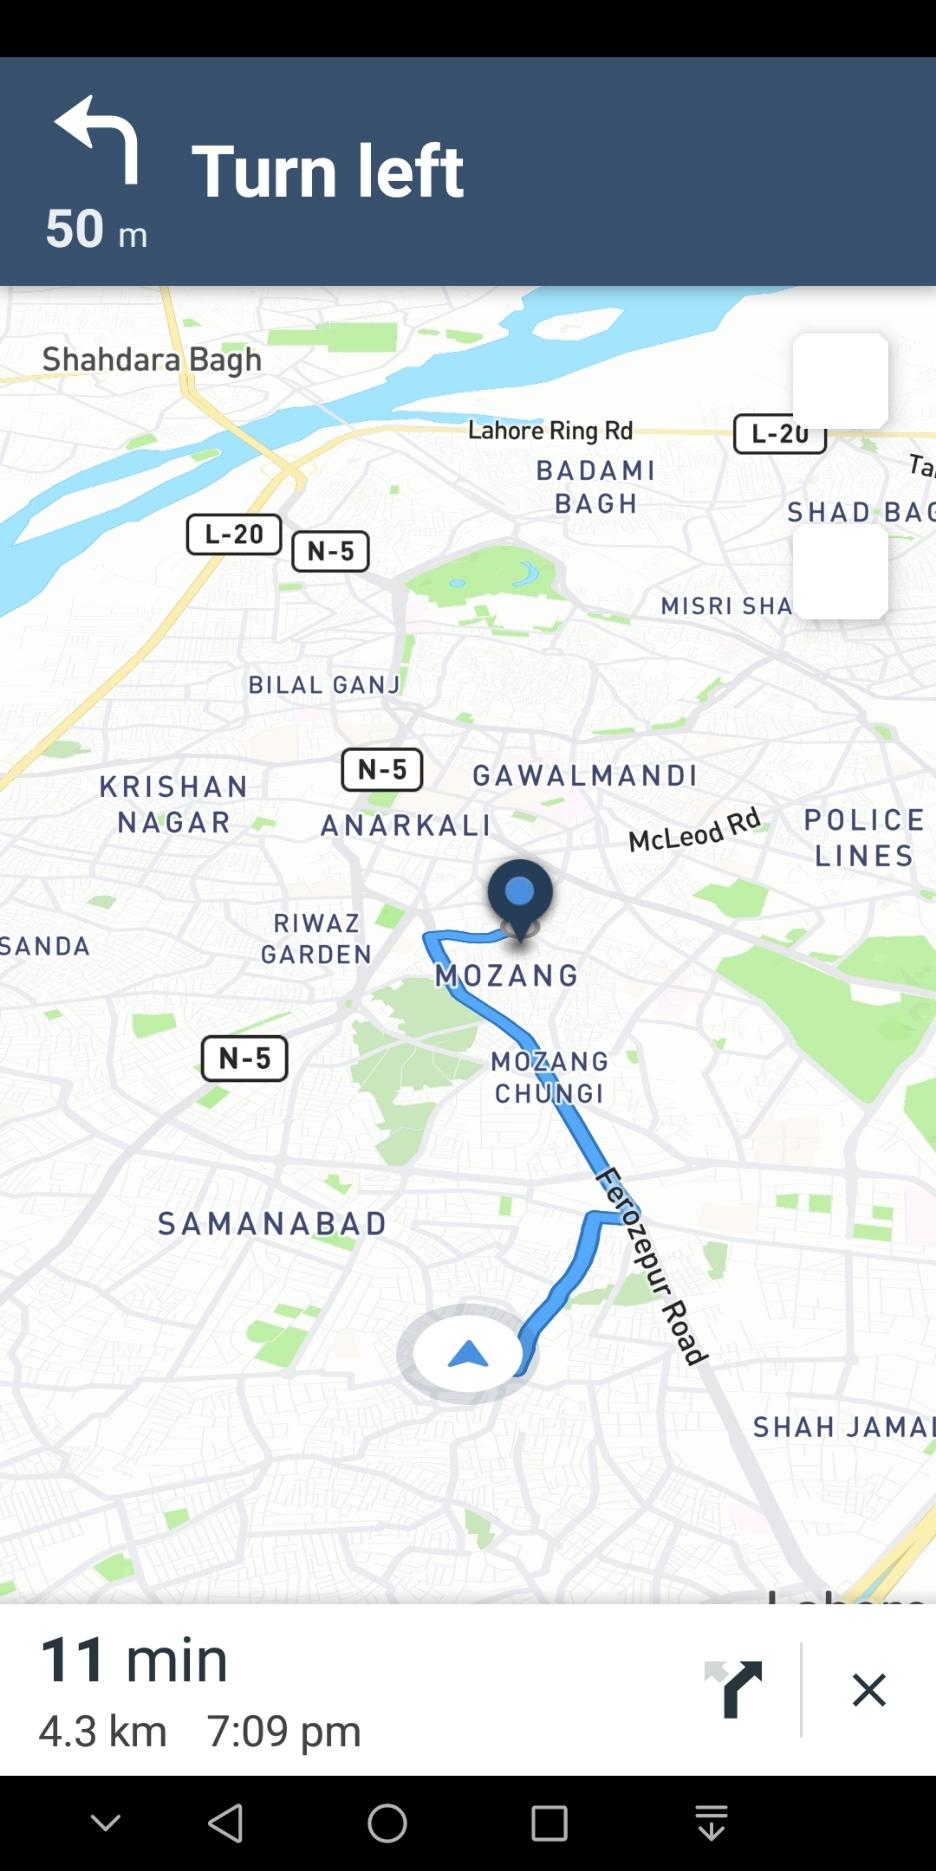 Turn left
50 m
Shahdara Bagh
Lahore Ring Rd
L-20
BADAMI
BAGH
SHAD BAG
L-20
N-5
MISRI SHA
BILAL GANJ
N-5
GAWALMANDI
KRISHAN
NAGAR
ANARKALI
McLeod Rd
POLICE
LINES
RIWAZ
GARDEN
SANDA
MOZANG
N-5
MOZANG
CHUNGI
Ferozepur Road
SAMANABAD
SHAH JAMAL
11 min
4.3 km 7:09 pm